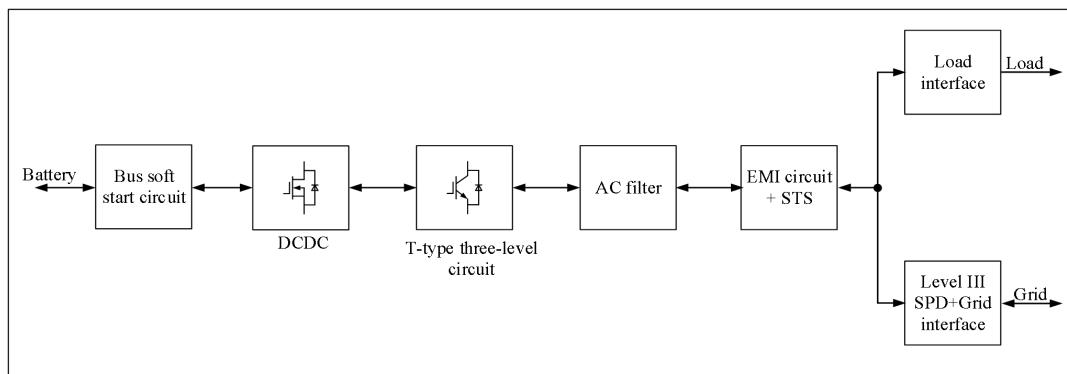 Battery
Bus soft
start circuit
DCDC
T-type three-level
circuit
AC filter
EMI circuit
+ STS
Load
interface
Load
Level III
SPD+Grid
interface
Grid